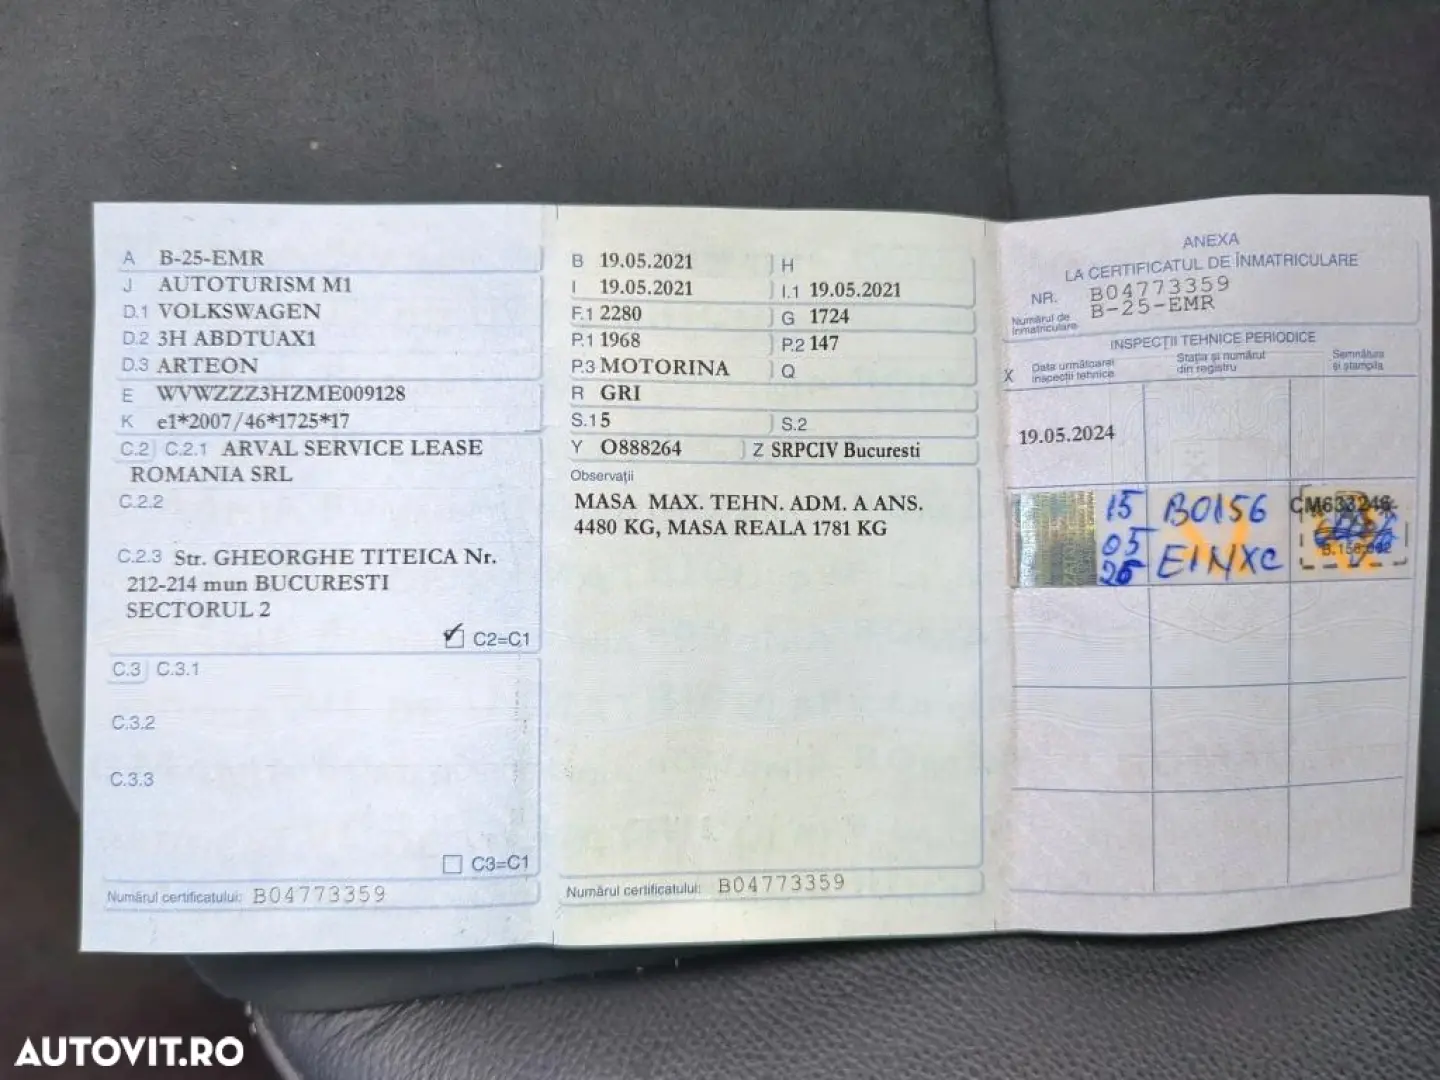 A B-25-EMR
J AUTOTURISM M1
D.1 VOLKSWAGEN
D.2 3H ABDTUAX1
D.3 ARTEON
E WVWZZZ3HZME009128
K e1*2007/46*1725*17
C.2 C.2.1 ARVAL SERVICE LEASE
ROMANIA SRL
C.2.2
C.2.3 Str. GHEORGHE TITEICA Nr.
212-214 mun BUCURESTI
SECTORUL 2
C2=C1
C.3 C.3.1
C.3.2
C.3.3
C3=C1
Numărul certificatului: B04773359
B 19.05.2021 H
I 19.05.2021 I.1 19.05.2021
F.1 2280 G 1724
P.1 1968 P.2 147
P.3 MOTORINA Q
R GRI
S.1 5 S.2
Y O888264 Z SRPCIV Bucuresti
Observații
MASA MAX. TEHN. ADM. A ANS.
4480 KG, MASA REALA 1781 KG
Numărul certificatului: B04773359
ANEXA
LA CERTIFICATUL DE ÎNMATRICULARE
NR. B04773359
Numărul de înmatriculare B-25-EMR
INSPECȚII TEHNICE PERIODICE
X Data următoarei inspecții tehnice
Stația și numărul din registru
Semnătura și ștampila
19.05.2024
15 B0156 CM633246
05 E1NXC
26
AUTOVIT.RO